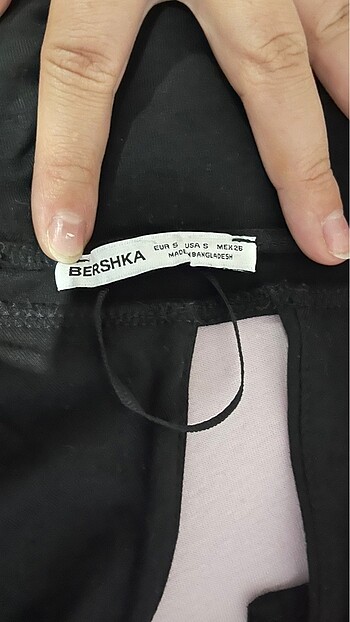 BERSHKA
EUR S USA S MEX 26
MADE IN BANGLADESH